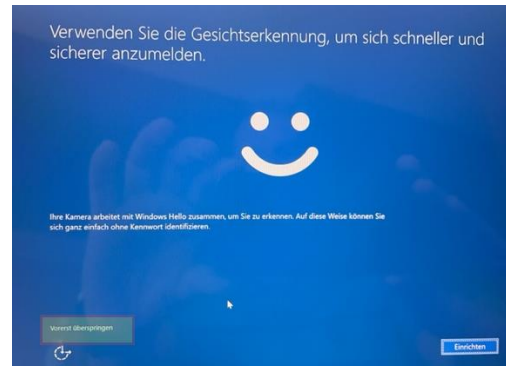 Verwenden Sie die Gesichtserkennung, um sich schneller und
sicherer anzumelden.
Ihre Kamera arbeitet mit Windows Hello zusammen, um Sie zu erkennen. Auf diese Weise können Sie
sich ganz einfach ohne Kennwort identifizieren.
Vorerst überspringen
Einrichten